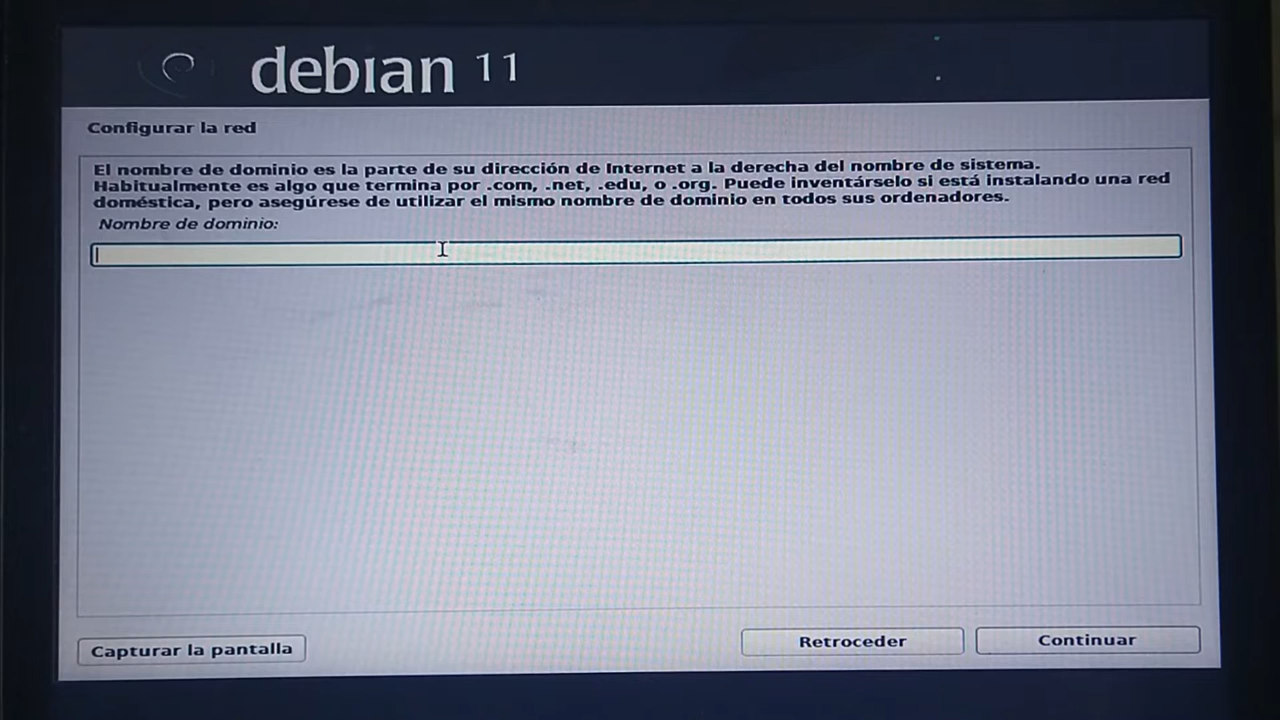 debian 11
Configurar la red
El nombre de dominio es la parte de su dirección de Internet a la derecha del nombre de sistema.
Habitualmente es algo que termina por .com, .net, .edu, o .org. Puede inventárselo si está instalando una red
doméstica, pero asegúrese de utilizar el mismo nombre de dominio en todos sus ordenadores.
Nombre de dominio:
Capturar la pantalla
Retroceder
Continuar